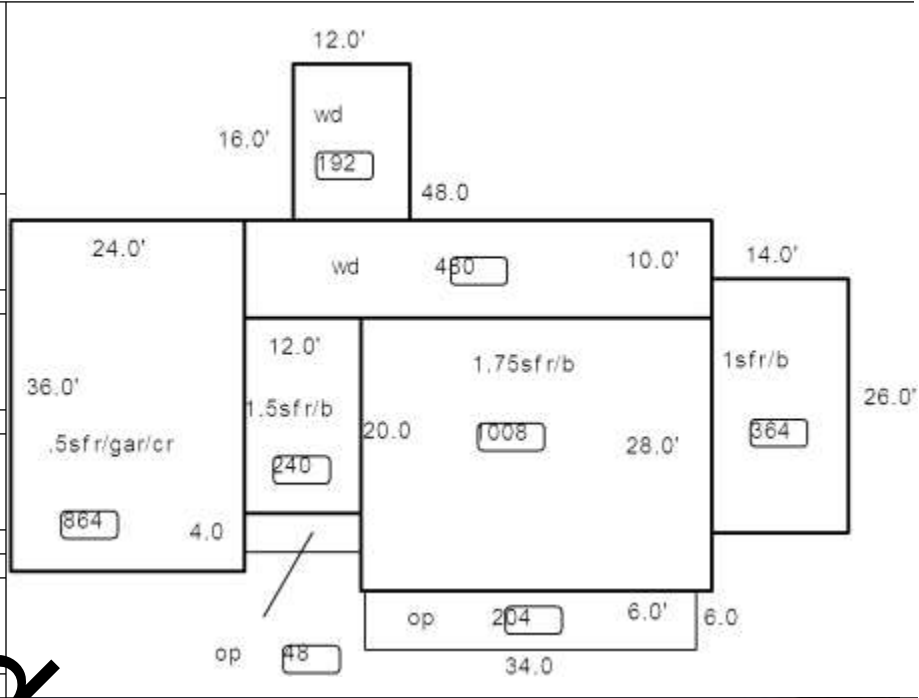 12.0'
wd
16.0'
192
48.0
24.0'
wd
480
10.0'
14.0'
12.0'
1.75sfr/b
1sfr/b
36.0'
1.5sfr/b
26.0'
.5sfr/gar/cr
20.0
1008
28.0'
364
240
864
4.0
op
204
6.0'
6.0
op
48
34.0